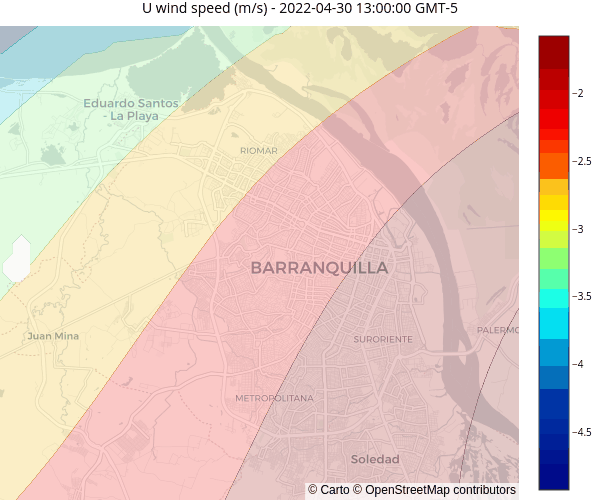 U wind speed (m/s) - 2022-04-30 13:00:00 GMT-5
−2
Eduardo Santos
- La Playa
RIOMAR
−2.5
−3
BARRANQUILLA
−3.5
Juan Mina
SURORIENTE
PALERMO
−4
METROPOLITANA
−4.5
Soledad
© Carto © OpenStreetMap contributors